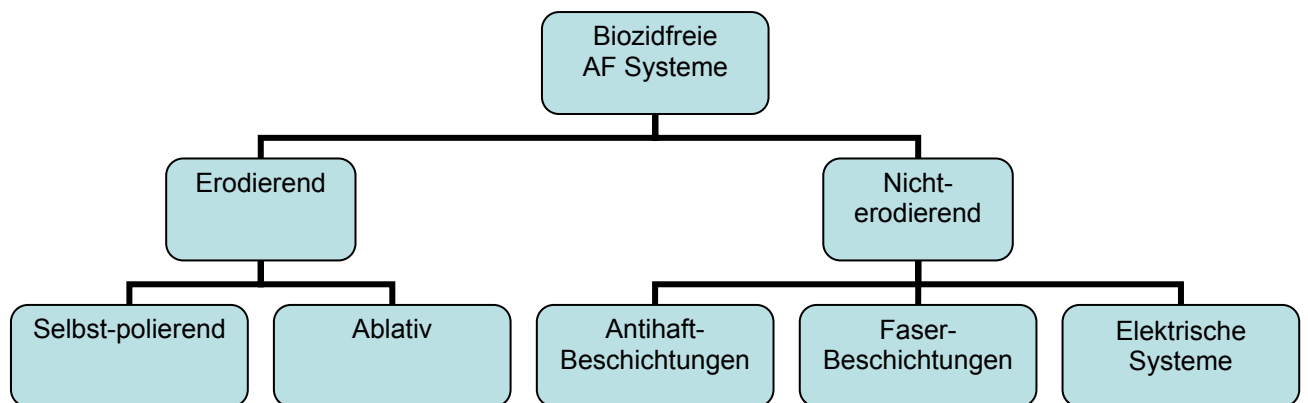 Biozidfreie
AF Systeme
Erodierend
Nicht-
erodierend
Selbst-polierend
Ablativ
Antihaft-
Beschichtungen
Faser-
Beschichtungen
Elektrische
Systeme